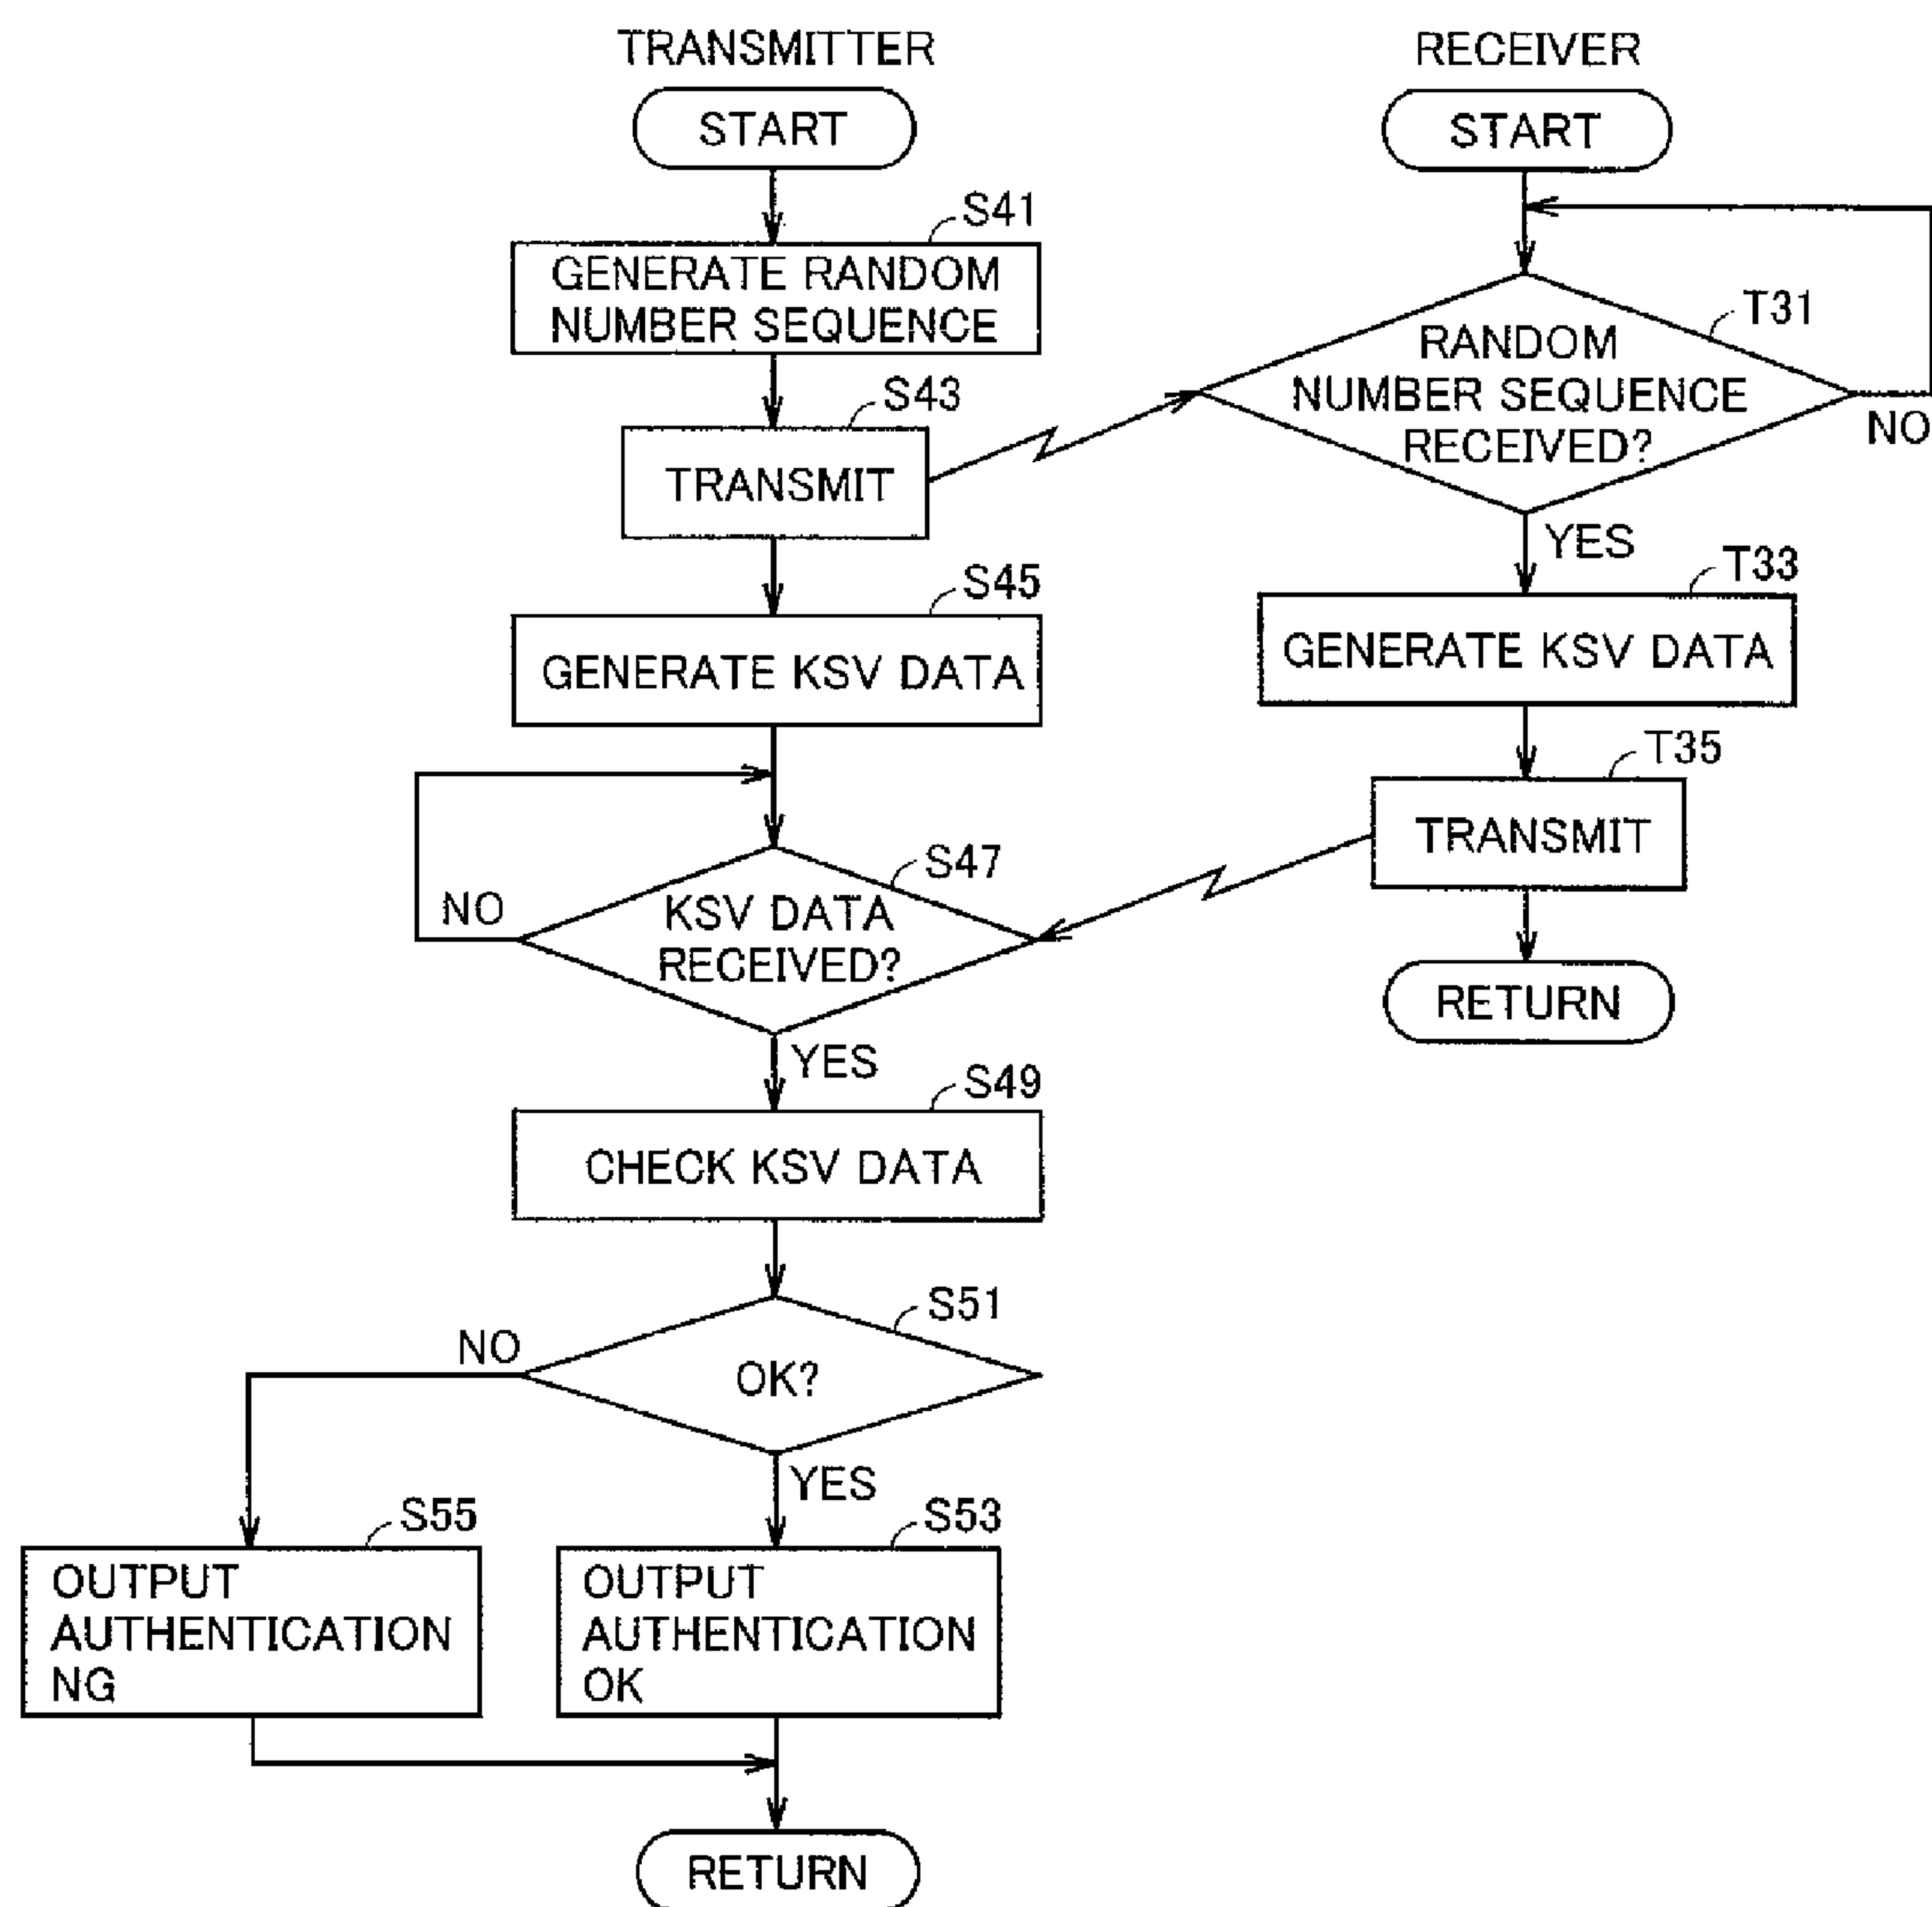 TRANSMITTER
START
S41
GENERATE RANDOM
NUMBER SEQUENCE
S43
TRANSMIT
S45
GENERATE KSV DATA
S47
KSV DATA
RECEIVED?
NO
YES
S49
CHECK KSV DATA
S51
OK?
NO
YES
S55
OUTPUT
AUTHENTICATION
NG
S53
OUTPUT
AUTHENTICATION
OK
RETURN
RECEIVER
START
T31
RANDOM
NUMBER SEQUENCE
RECEIVED?
NO
YES
T33
GENERATE KSV DATA
T35
TRANSMIT
RETURN